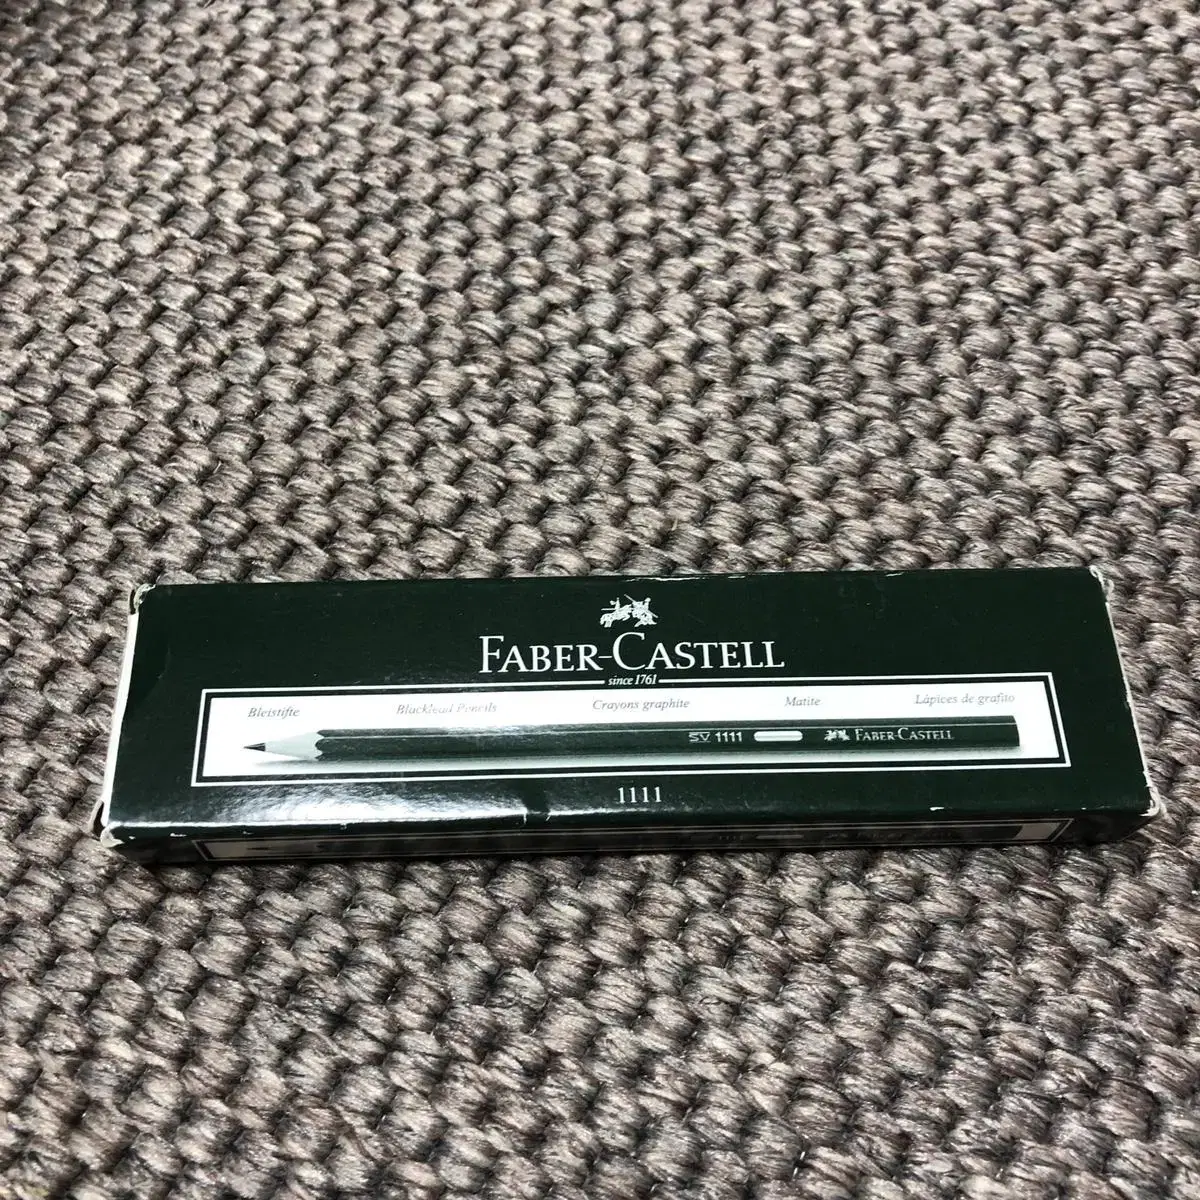 FABER-CASTELL
since 1761
Bleistifte Blacklead Pencils Crayons graphite Matite Lápices de grafito
SV 1111 FABER-CASTELL
1111